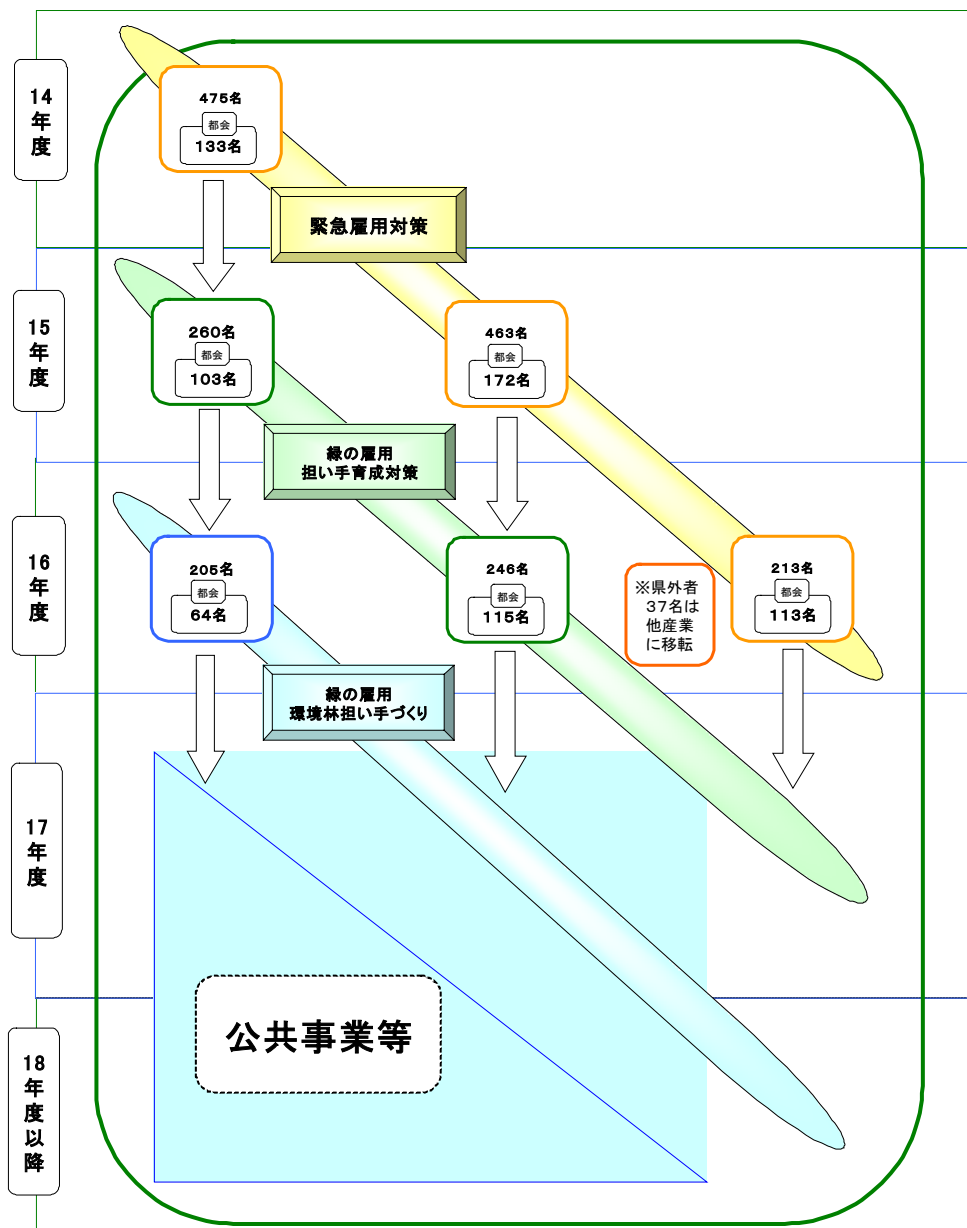 14
年
度
475名
都会
133名
緊急雇用対策
15
年
度
260名
都会
103名
463名
都会
172名
緑の雇用
担い手育成対策
16
年
度
205名
都会
64名
246名
都会
115名
※県外者
37名は
他産業
に移転
213名
都会
113名
緑の雇用
環境林担い手づくり
17
年
度
公共事業等
18
年
度
以
降